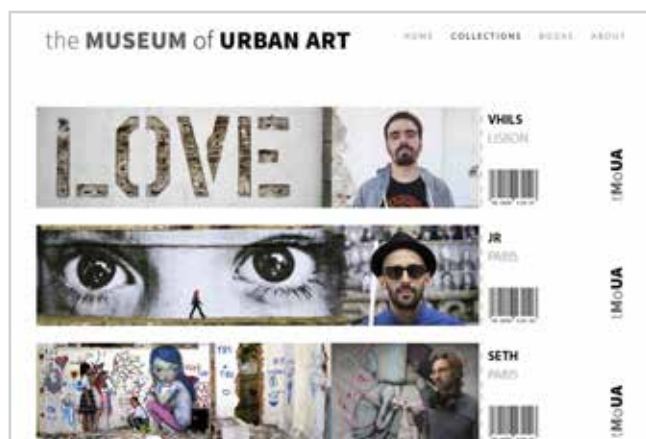 the MUSEUM of URBAN ART
HOME COLLECTIONS BOOKS ABOUT
LOVE
VHILS
LISBON
tMoUA
JR
PARIS
tMoUA
SETH
PARIS
tMoUA